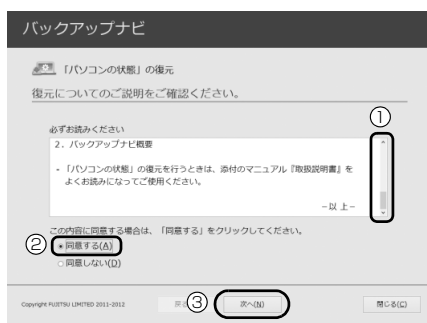 バックアップナビ
「パソコンの状態」の復元
復元についてのご説明をご確認ください。
①
必ずお読みください
2．バックアップナビ概要
・「パソコンの状態」の復元を行うときは、添付のマニュアル『取扱説明書』を
よくお読みになってご使用ください。
－以 上－
この内容に同意する場合は、「同意する」をクリックしてください。
② 同意する(A)
同意しない(D)
Copyright FUJITSU LIMITED 2011-2012 ③ 次へ(N) 閉じる(C)